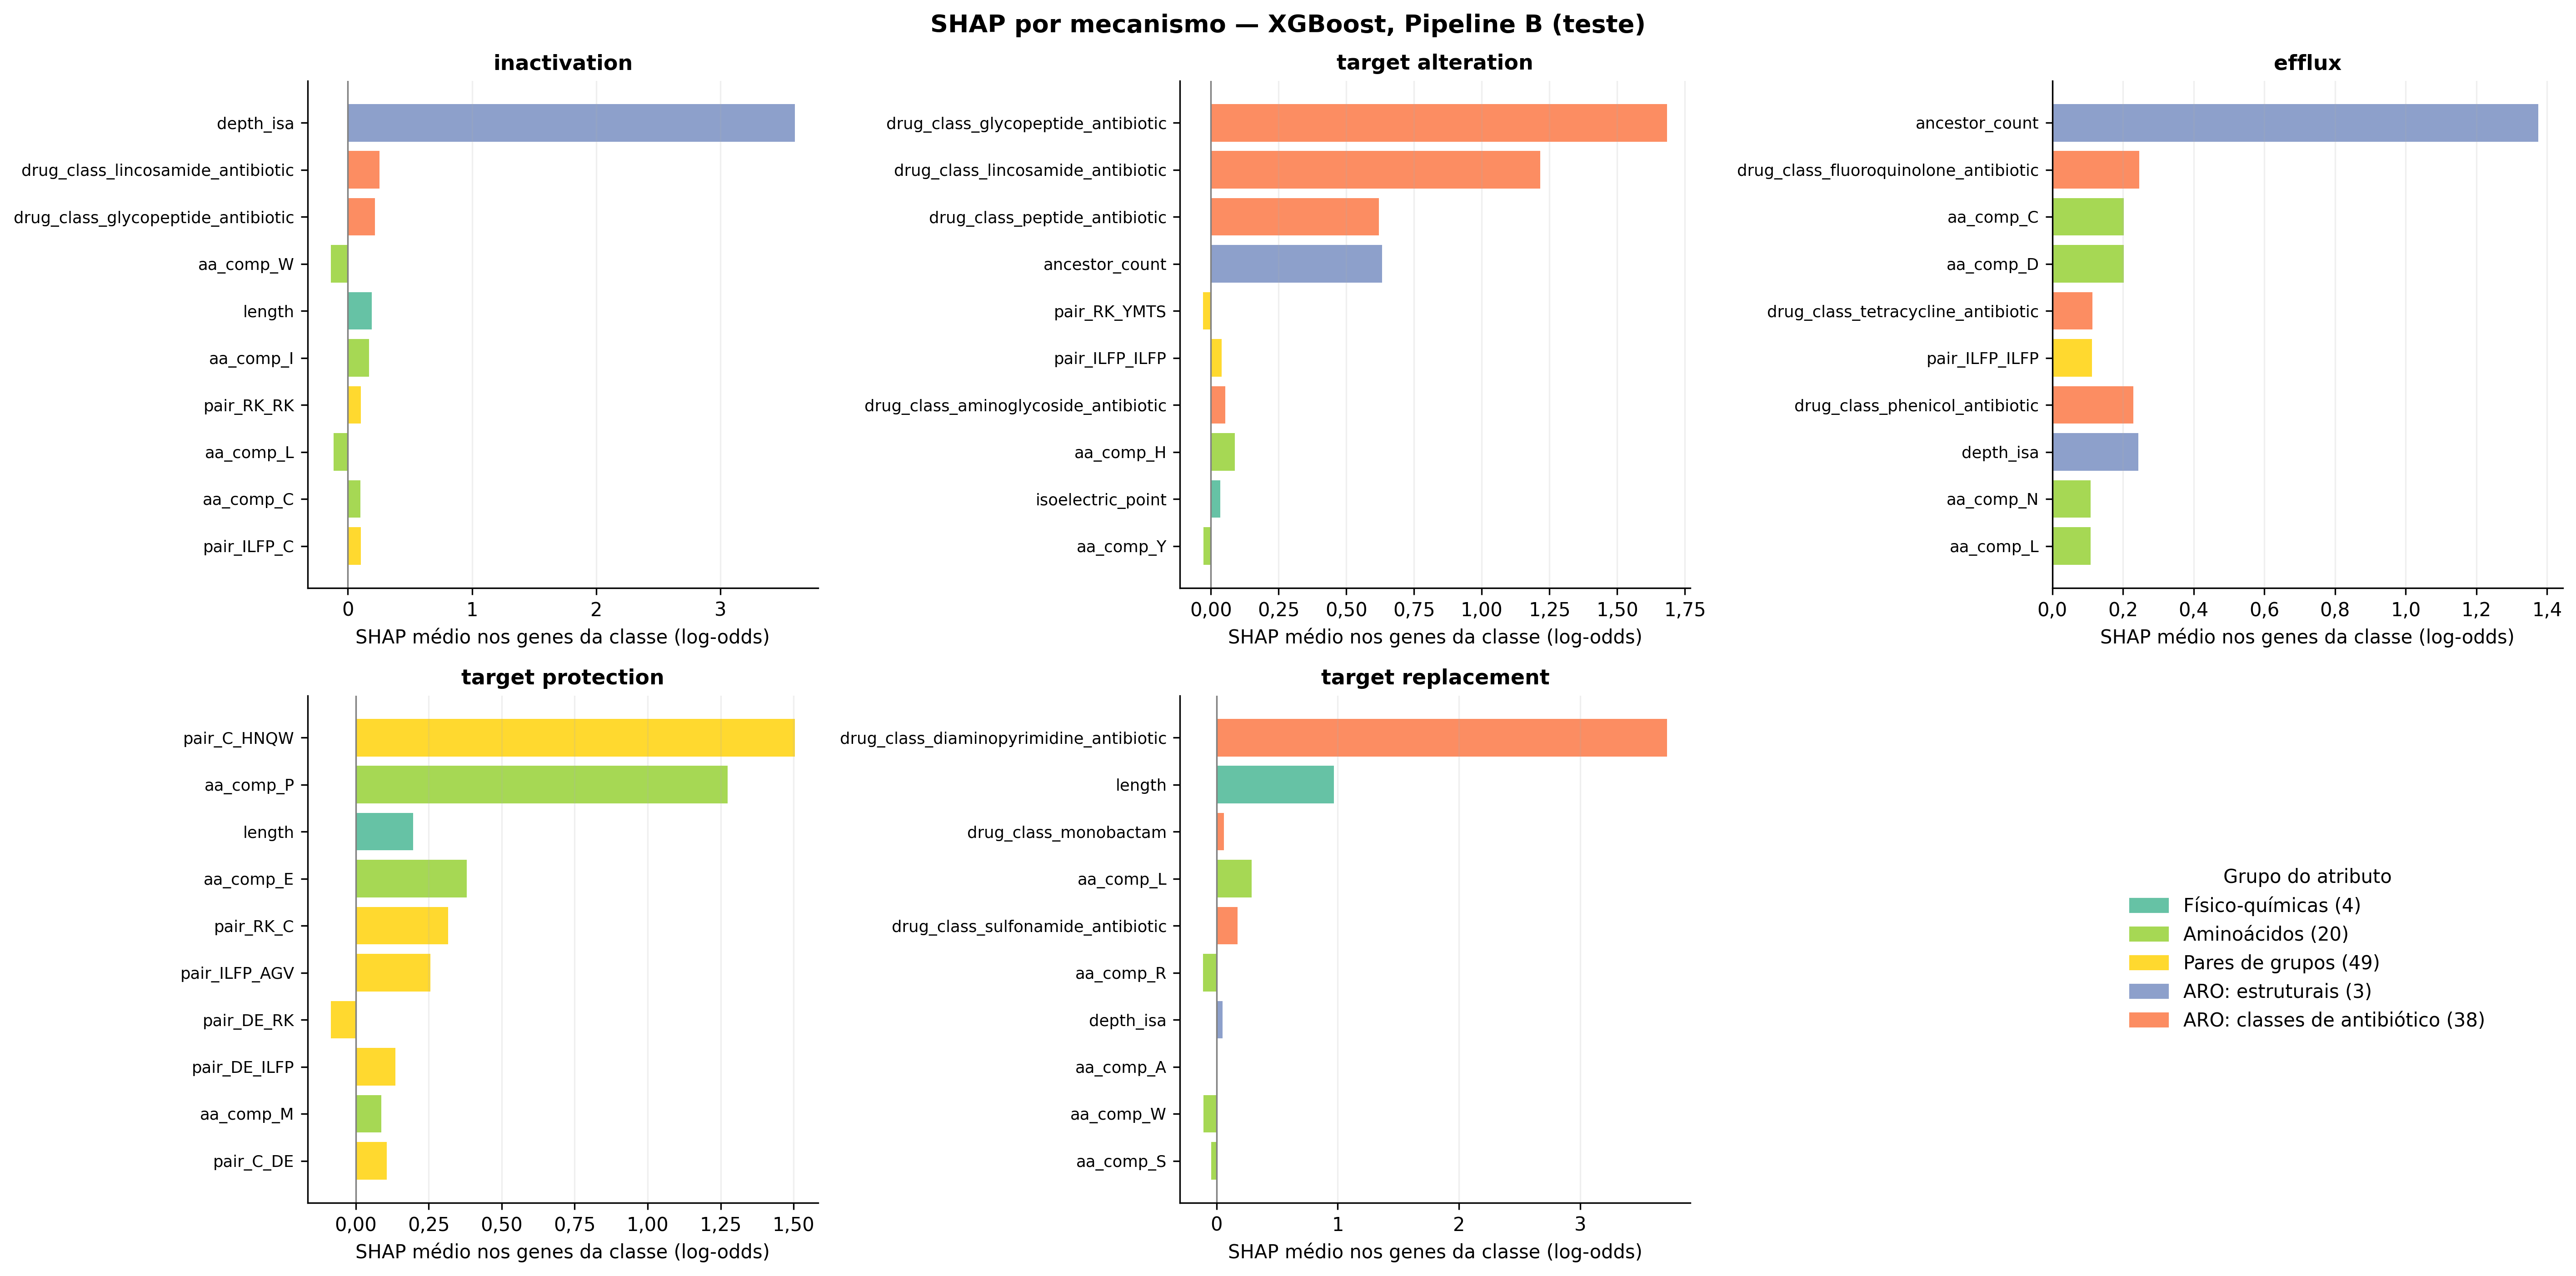 SHAP por mecanismo — XGBoost, Pipeline B (teste)
inactivation
depth_isa
drug_class_lincosamide_antibiotic
drug_class_glycopeptide_antibiotic
aa_comp_W
length
aa_comp_I
pair_RK_RK
aa_comp_L
aa_comp_C
pair_ILFP_C
0 1 2 3
SHAP médio nos genes da classe (log-odds)
target alteration
drug_class_glycopeptide_antibiotic
drug_class_lincosamide_antibiotic
drug_class_peptide_antibiotic
ancestor_count
pair_RK_YMTS
pair_ILFP_ILFP
drug_class_aminoglycoside_antibiotic
aa_comp_H
isoelectric_point
aa_comp_Y
0,00 0,25 0,50 0,75 1,00 1,25 1,50 1,75
SHAP médio nos genes da classe (log-odds)
efflux
ancestor_count
drug_class_fluoroquinolone_antibiotic
aa_comp_C
aa_comp_D
drug_class_tetracycline_antibiotic
pair_ILFP_ILFP
drug_class_phenicol_antibiotic
depth_isa
aa_comp_N
aa_comp_L
0,0 0,2 0,4 0,6 0,8 1,0 1,2 1,4
SHAP médio nos genes da classe (log-odds)
target protection
pair_C_HNQW
aa_comp_P
length
aa_comp_E
pair_RK_C
pair_ILFP_AGV
pair_DE_RK
pair_DE_ILFP
aa_comp_M
pair_C_DE
0,00 0,25 0,50 0,75 1,00 1,25 1,50
SHAP médio nos genes da classe (log-odds)
target replacement
drug_class_diaminopyrimidine_antibiotic
length
drug_class_monobactam
aa_comp_L
drug_class_sulfonamide_antibiotic
aa_comp_R
depth_isa
aa_comp_A
aa_comp_W
aa_comp_S
0 1 2 3
SHAP médio nos genes da classe (log-odds)
Grupo do atributo
Físico-químicas (4)
Aminoácidos (20)
Pares de grupos (49)
ARO: estruturais (3)
ARO: classes de antibiótico (38)